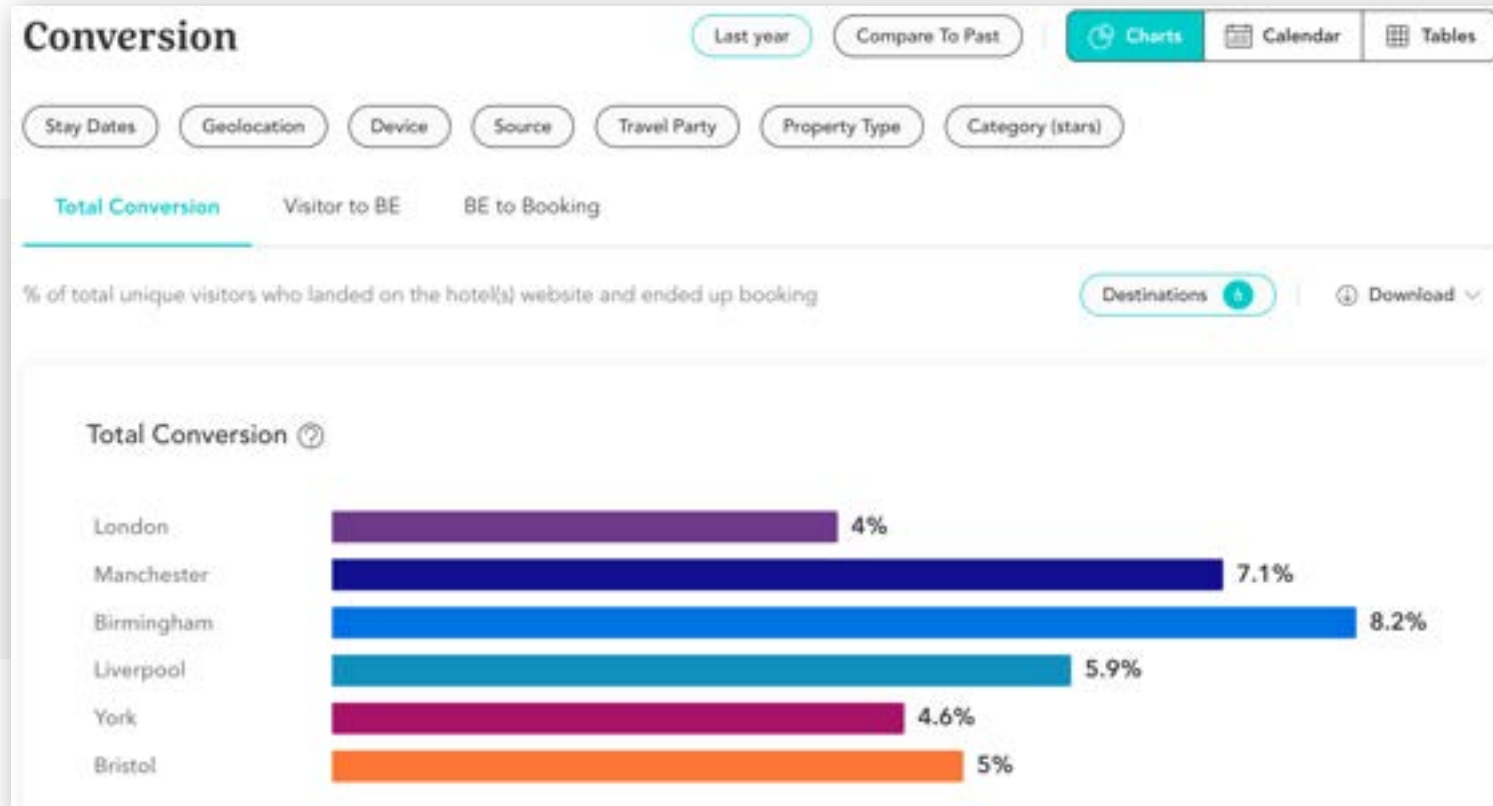 Conversion
Last year
Compare To Past
Charts
Calendar
Tables
Stay Dates
Geolocation
Device
Source
Travel Party
Property Type
Category (stars)
Total Conversion
Visitor to BE
BE to Booking
% of total unique visitors who landed on the hotel(s) website and ended up booking
Destinations 6
Download
Total Conversion ?
London 4%
Manchester 7.1%
Birmingham 8.2%
Liverpool 5.9%
York 4.6%
Bristol 5%